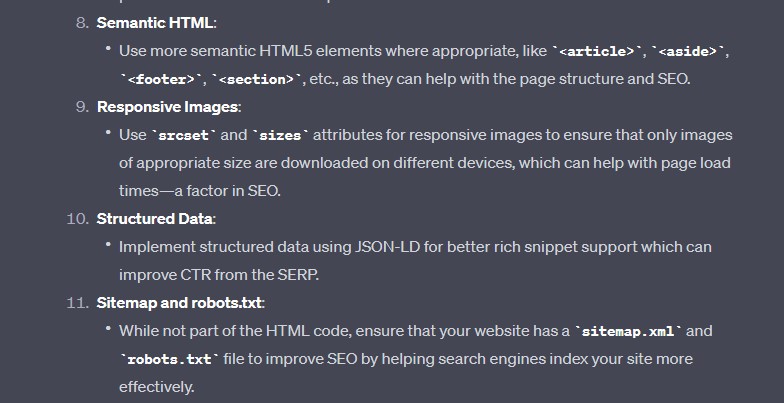 8. Semantic HTML:
• Use more semantic HTML5 elements where appropriate, like `<article>`, `<aside>`,
`<footer>`, `<section>`, etc., as they can help with the page structure and SEO.
9. Responsive Images:
• Use `srcset` and `sizes` attributes for responsive images to ensure that only images
of appropriate size are downloaded on different devices, which can help with page load
times—a factor in SEO.
10. Structured Data:
• Implement structured data using JSON-LD for better rich snippet support which can
improve CTR from the SERP.
11. Sitemap and robots.txt:
• While not part of the HTML code, ensure that your website has a `sitemap.xml` and
`robots.txt` file to improve SEO by helping search engines index your site more
effectively.